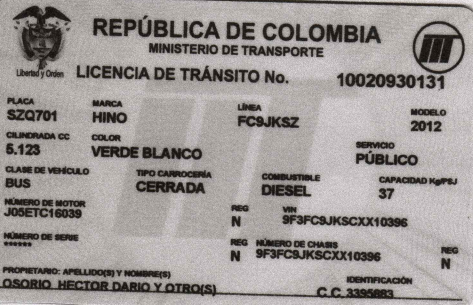 REPÚBLICA DE COLOMBIA
MINISTERIO DE TRANSPORTE
Libertad y Orden
LICENCIA DE TRÁNSITO No. 10020930131
PLACA MARCA LÍNEA MODELO
SZQ701 HINO FC9JKSZ 2012
CILINDRADA CC COLOR SERVICIO
5.123 VERDE BLANCO PÚBLICO
CLASE DE VEHÍCULO TIPO CARROCERÍA COMBUSTIBLE CAPACIDAD Kg/PSJ
BUS CERRADA DIESEL 37
NÚMERO DE MOTOR REG VIN
J05ETC16039 N 9F3FC9JKSCXX10396
NÚMERO DE SERIE REG NÚMERO DE CHASIS REG
****** N 9F3FC9JKSCXX10396 N
PROPIETARIO: APELLIDO(S) Y NOMBRE(S) IDENTIFICACIÓN
OSORIO, HECTOR DARIO Y OTRO(S) C.C. 3395683